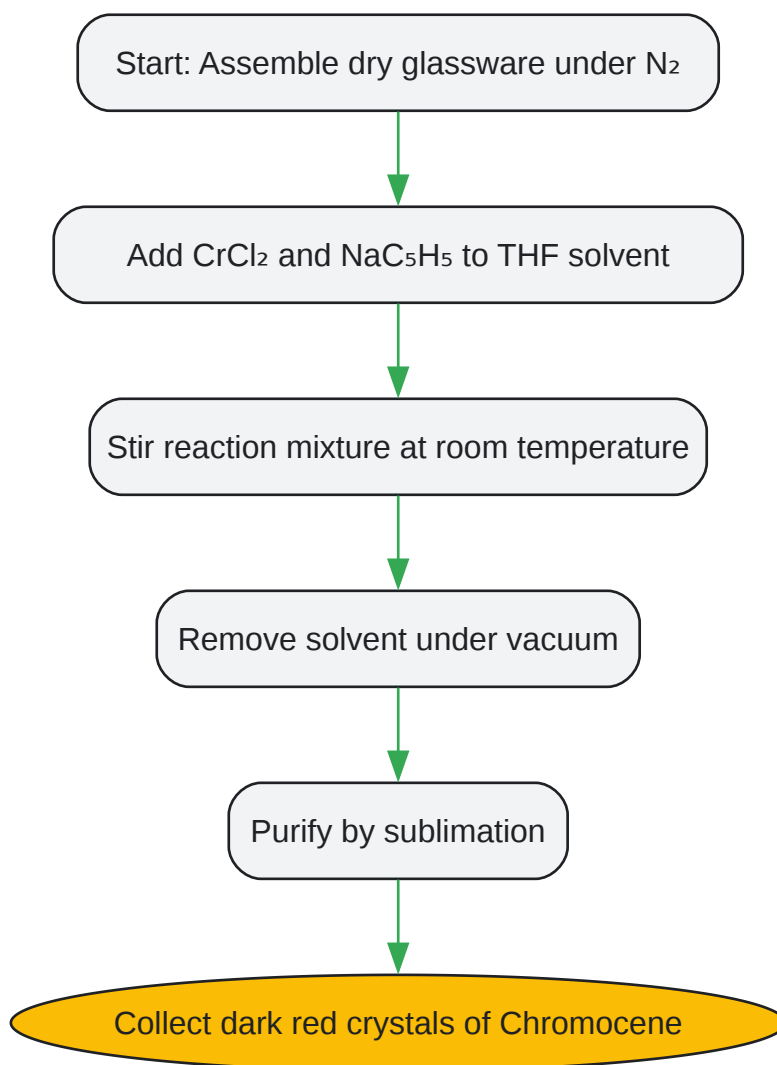 Start: Assemble dry glassware under N₂
Add CrCl₂ and NaC₅H₅ to THF solvent
Stir reaction mixture at room temperature
Remove solvent under vacuum
Purify by sublimation
Collect dark red crystals of Chromocene